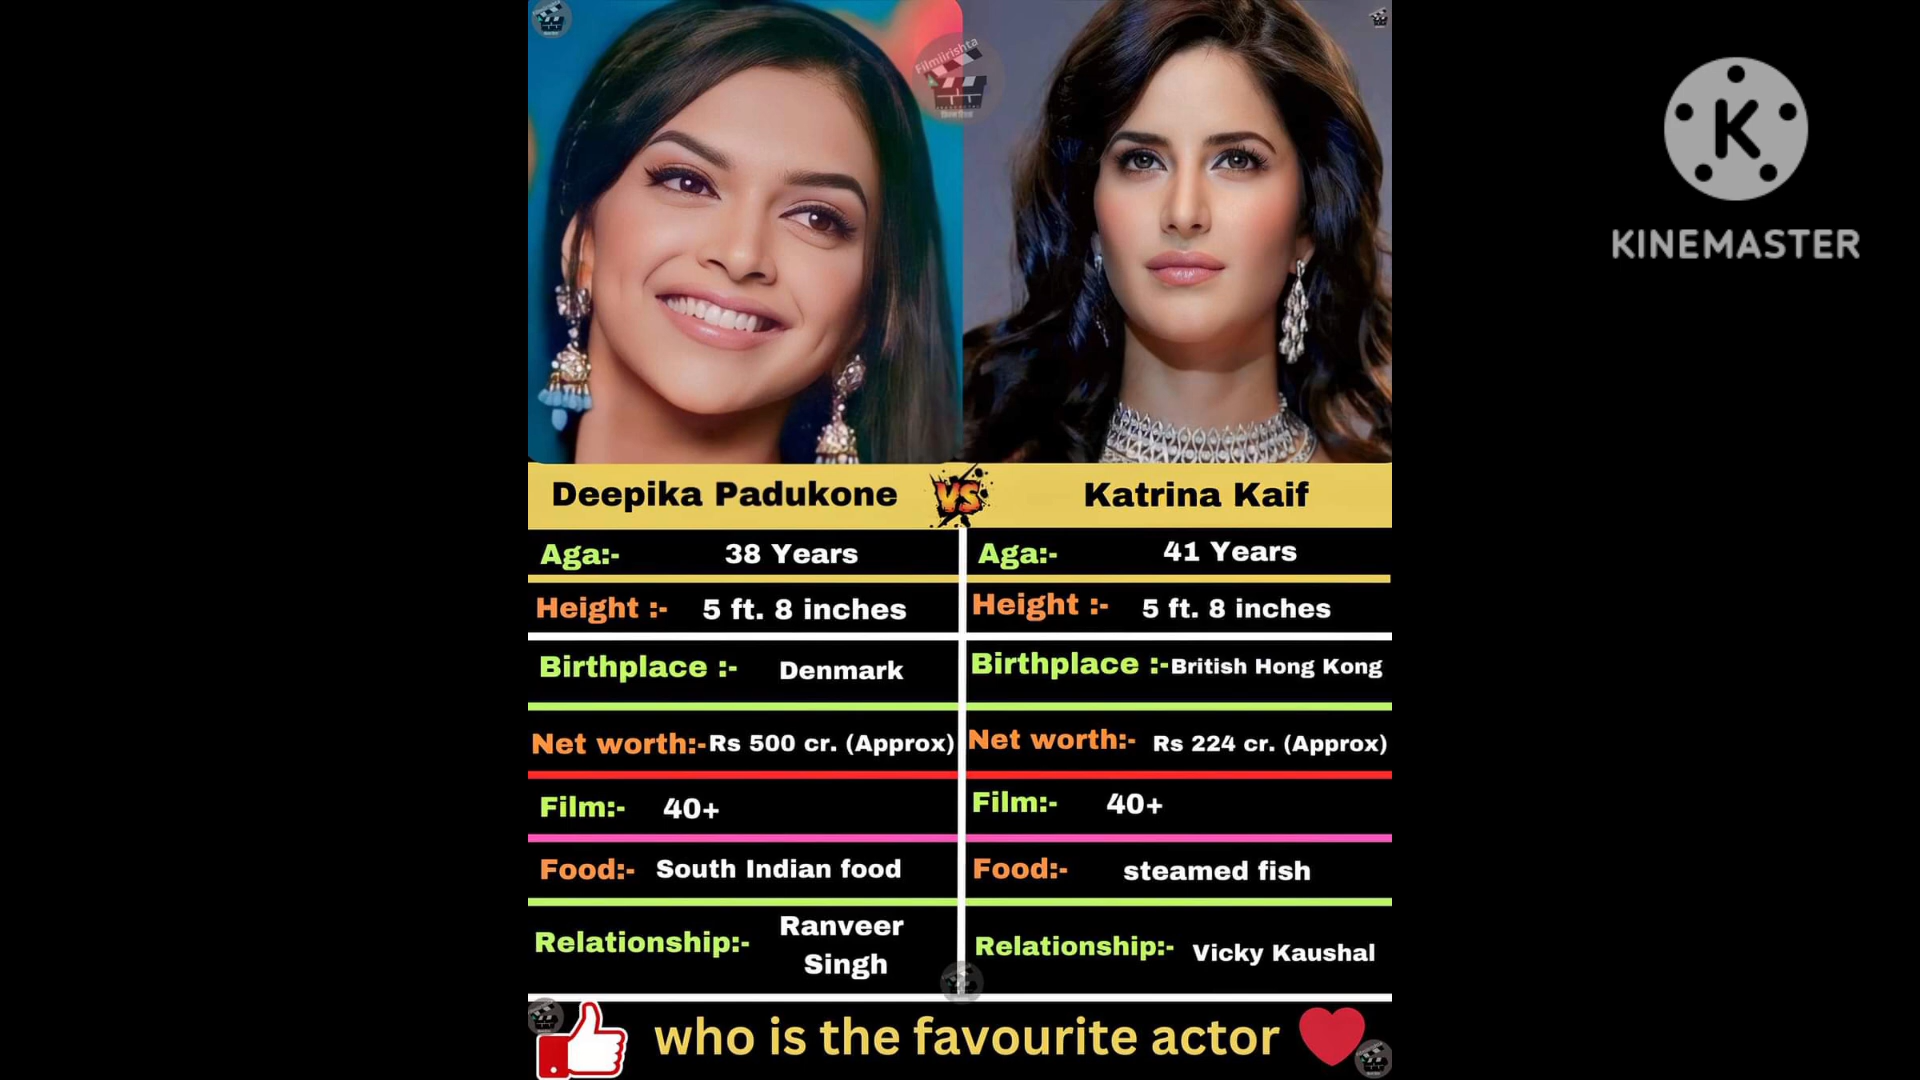 Filmiirishta
KINEMASTER
Deepika Padukone VS Katrina Kaif
Aga:- 38 Years
Aga:- 41 Years
Height :- 5 ft. 8 inches
Height :- 5 ft. 8 inches
Birthplace :- Denmark
Birthplace :-British Hong Kong
Net worth:-Rs 500 cr. (Approx)
Net worth:- Rs 224 cr. (Approx)
Film:- 40+
Film:- 40+
Food:- South Indian food
Food:- steamed fish
Relationship:- Ranveer
Singh
Relationship:- Vicky Kaushal
who is the favourite actor